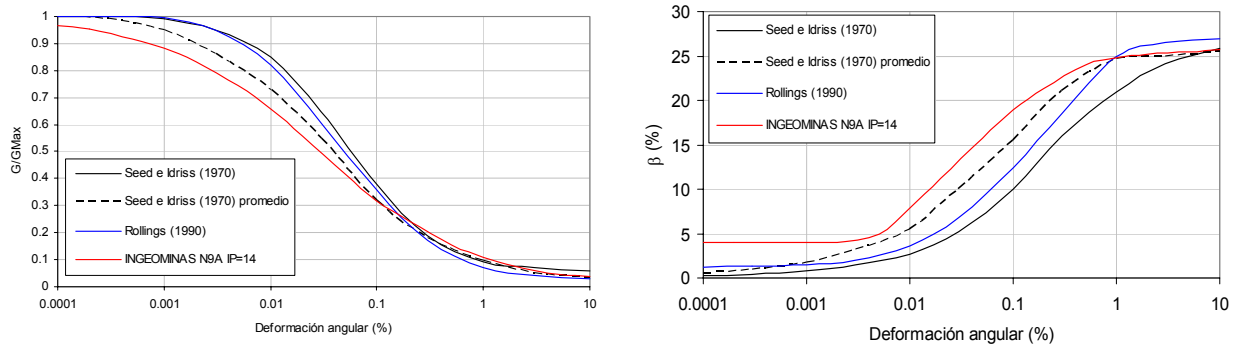 G/GMax
1
0.9
0.8
0.7
0.6
0.5
0.4
0.3
0.2
0.1
0
0.0001 0.001 0.01 0.1 1 10
Deformación angular (%)
Seed e Idriss (1970)
Seed e Idriss (1970) promedio
Rollings (1990)
INGEOMINAS N9A IP=14
β (%)
30
25
20
15
10
5
0
0.0001 0.001 0.01 0.1 1 10
Deformación angular (%)
Seed e Idriss (1970)
Seed e Idriss (1970) promedio
Rollings (1990)
INGEOMINAS N9A IP=14